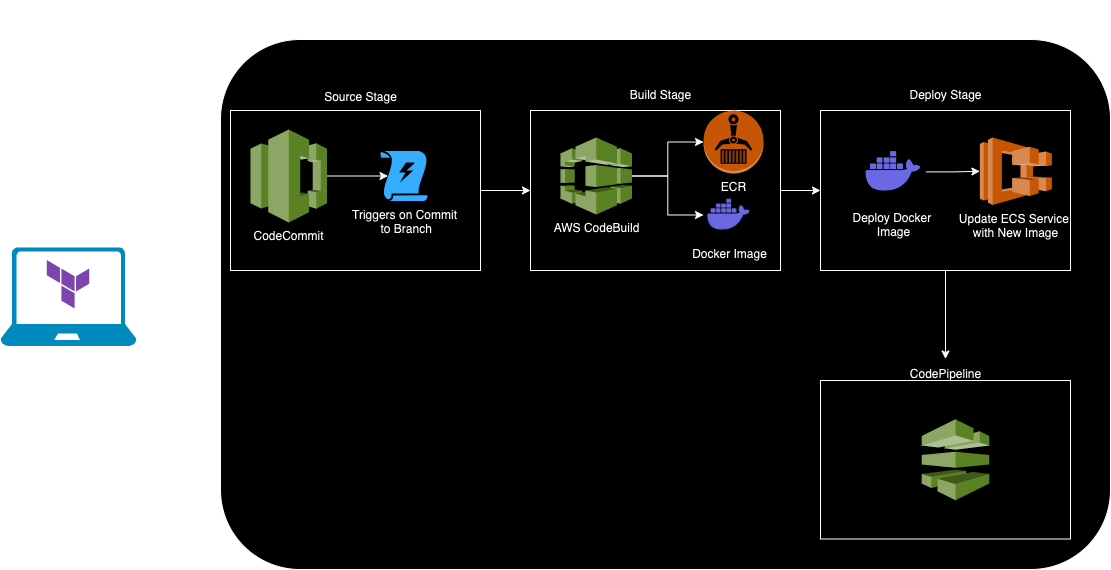 Source Stage
Build Stage
Deploy Stage
CodeCommit
Triggers on Commit
to Branch
AWS CodeBuild
ECR
Docker Image
Deploy Docker
Image
Update ECS Service
with New Image
CodePipeline